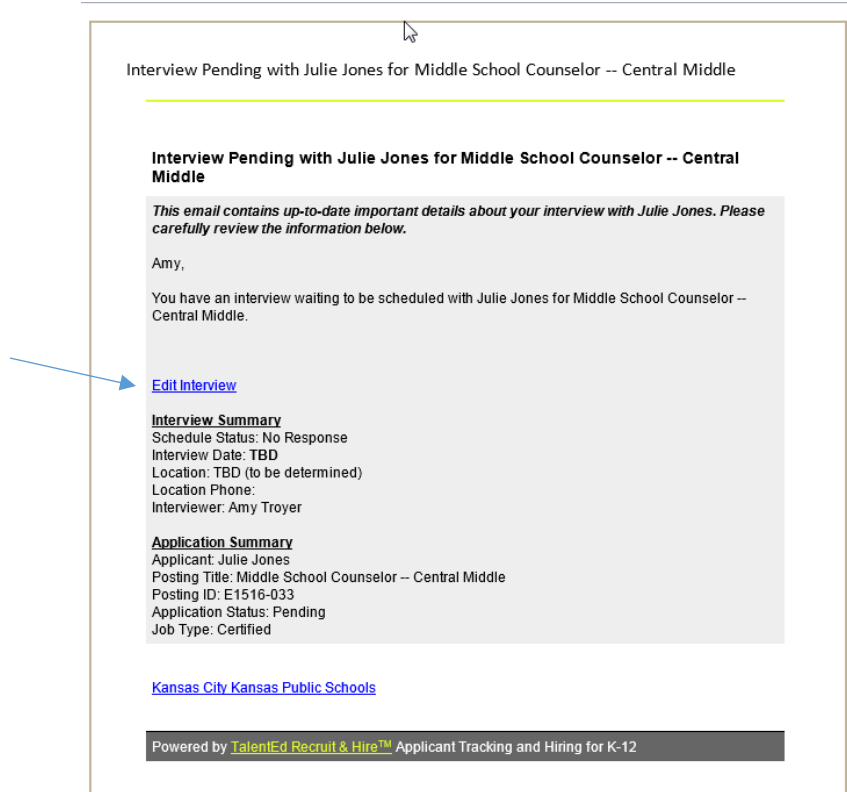 Interview Pending with Julie Jones for Middle School Counselor -- Central Middle
Interview Pending with Julie Jones for Middle School Counselor -- Central
Middle
This email contains up-to-date important details about your interview with Julie Jones. Please
carefully review the information below.
Amy,
You have an interview waiting to be scheduled with Julie Jones for Middle School Counselor --
Central Middle.
Edit Interview
Interview Summary
Schedule Status: No Response
Interview Date: TBD
Location: TBD (to be determined)
Location Phone:
Interviewer: Amy Troyer
Application Summary
Applicant: Julie Jones
Posting Title: Middle School Counselor -- Central Middle
Posting ID: E1516-033
Application Status: Pending
Job Type: Certified
Kansas City Kansas Public Schools
Powered by TalentEd Recruit & Hire™ Applicant Tracking and Hiring for K-12